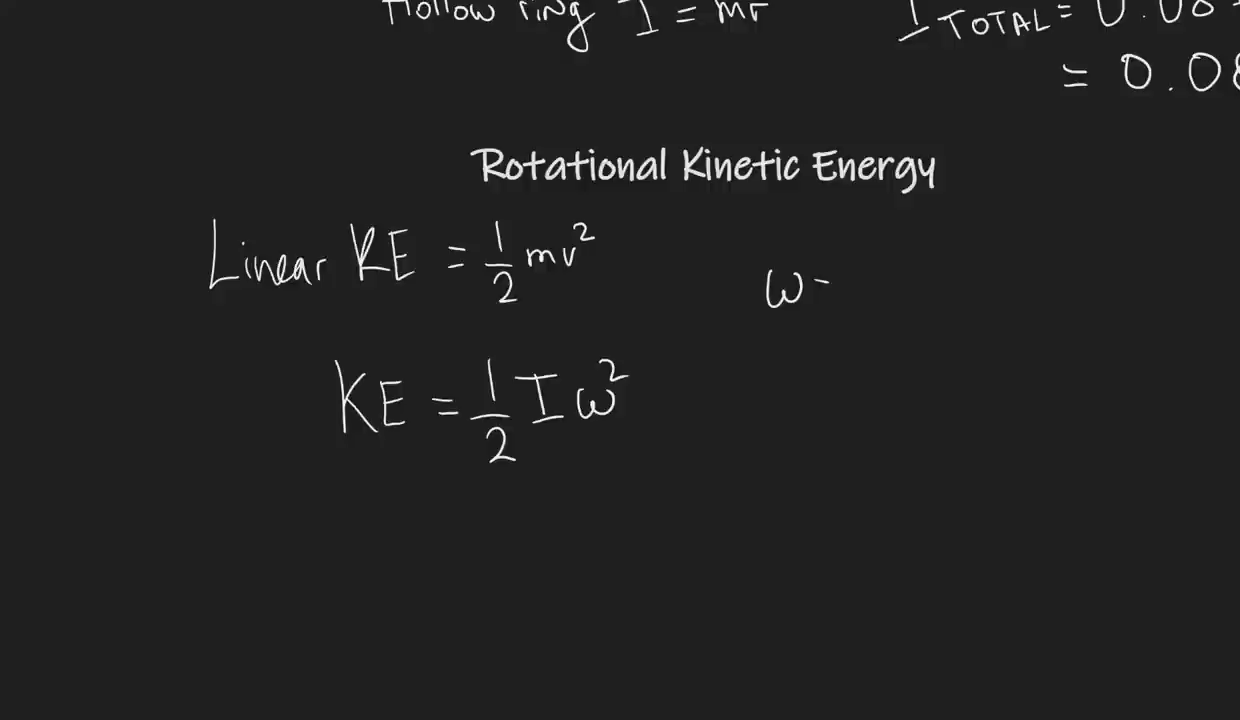 Hollow ring I = mr
I TOTAL = 0.08
= 0.08
Rotational Kinetic Energy
Linear KE = 1/2 mv²
ω -
KE = 1/2 I ω²